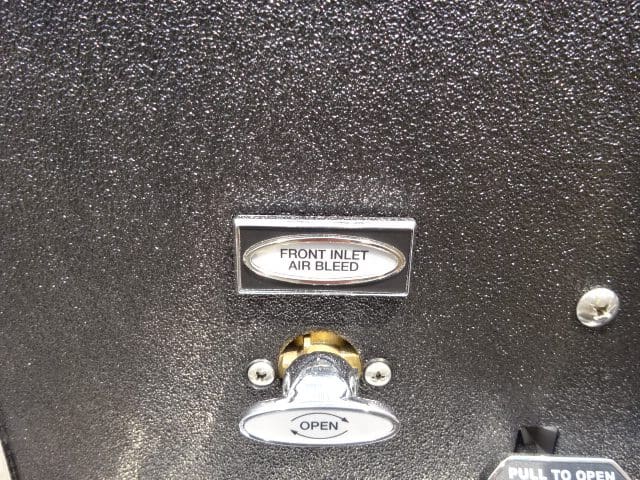 FRONT INLET
AIR BLEED
OPEN
PULL TO OPEN